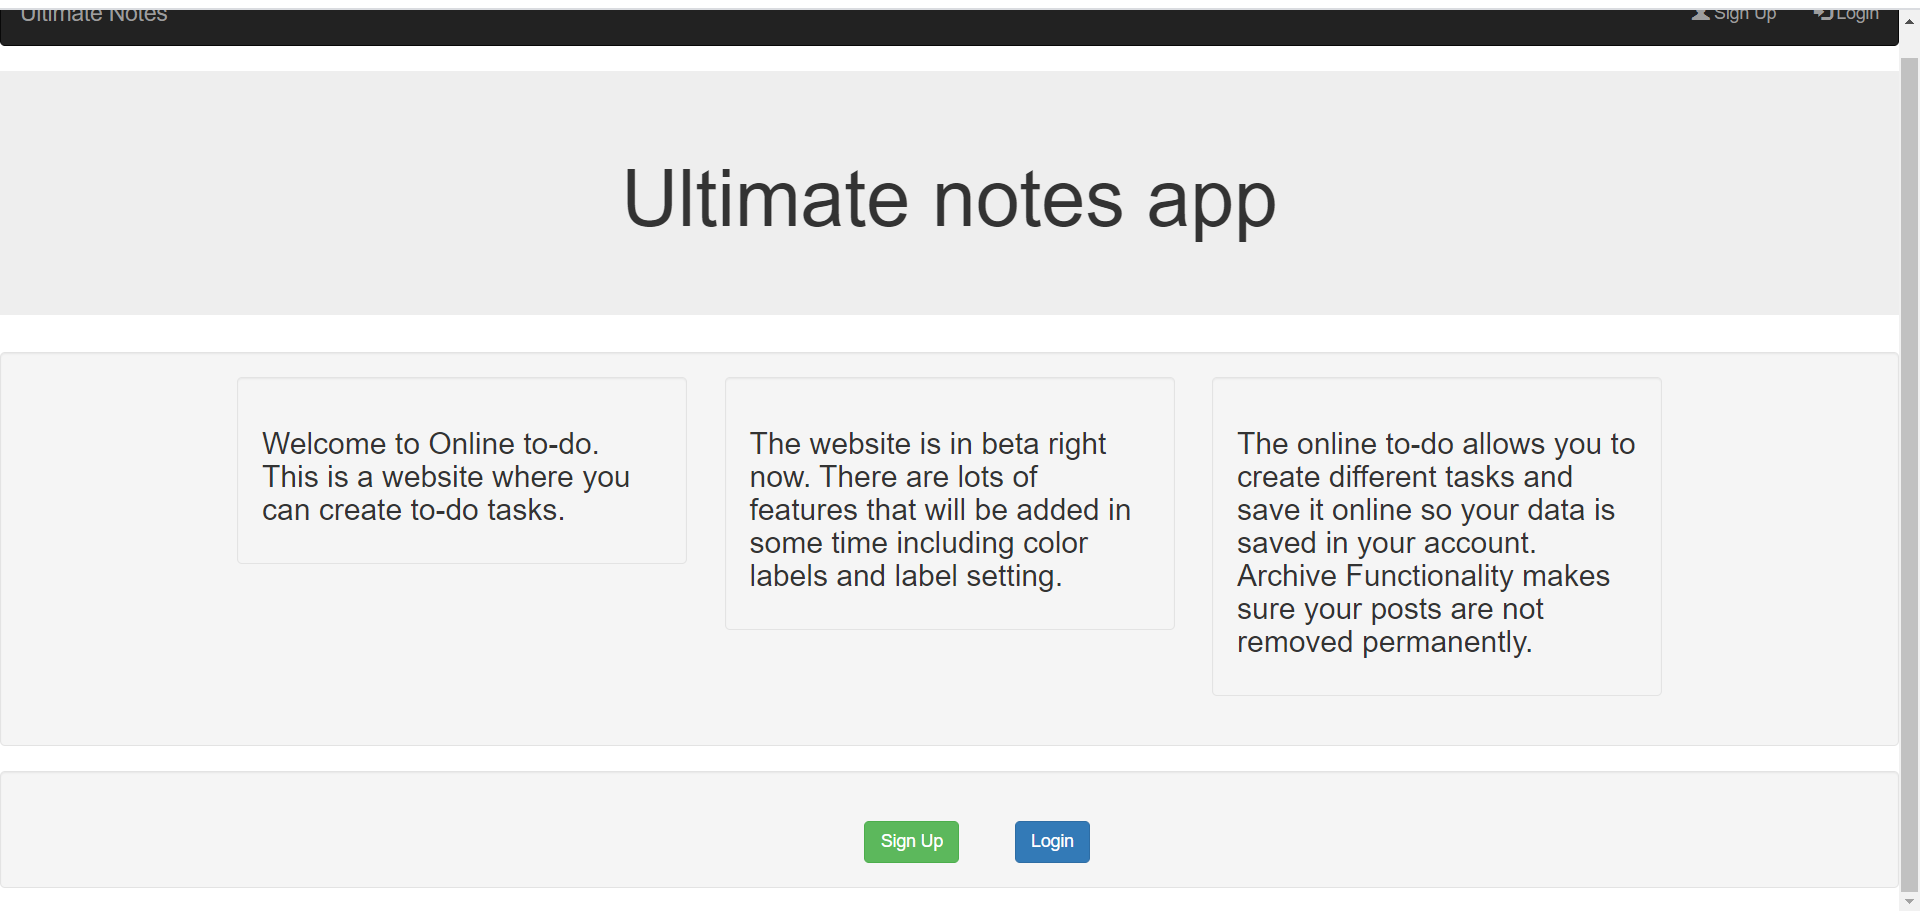 Ultimate Notes
Sign Up
Login
Ultimate notes app
Welcome to Online to-do.
This is a website where you
can create to-do tasks.
The website is in beta right
now. There are lots of
features that will be added in
some time including color
labels and label setting.
The online to-do allows you to
create different tasks and
save it online so your data is
saved in your account.
Archive Functionality makes
sure your posts are not
removed permanently.
Sign Up
Login